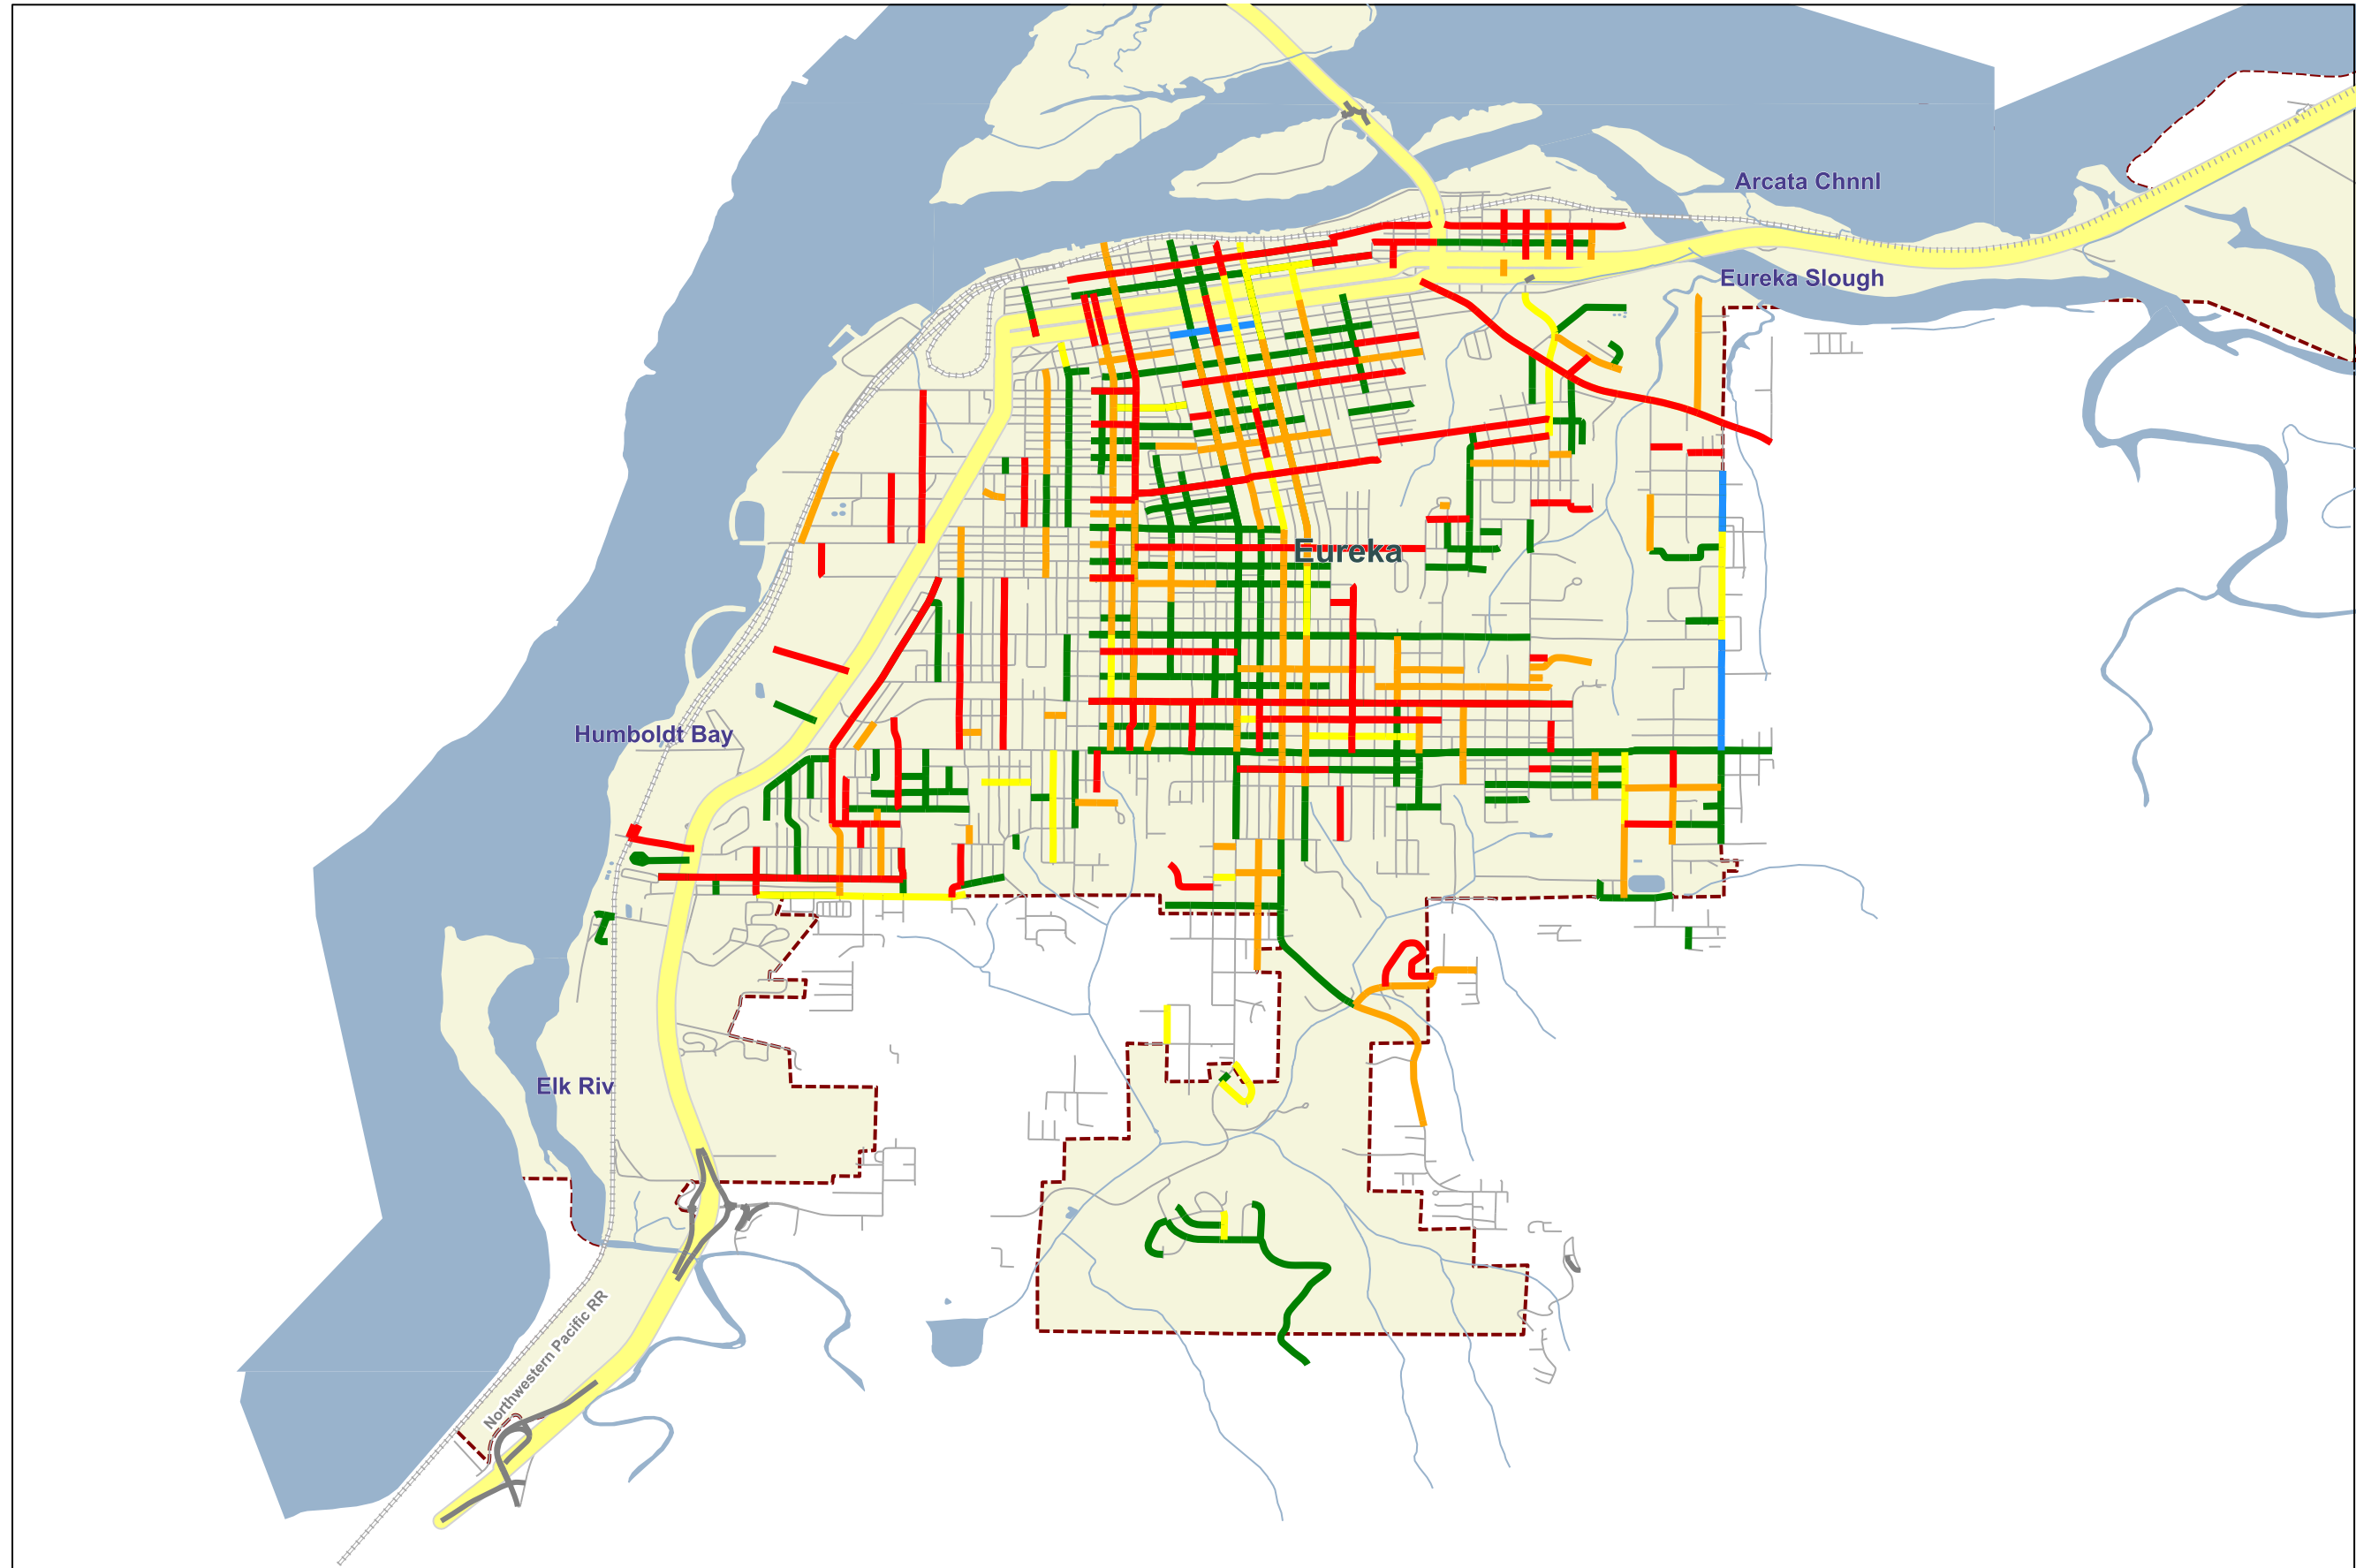 Arcata Chnnl
Eureka Slough
Eureka
Humboldt Bay
Elk Riv
Northwestern Pacific RR